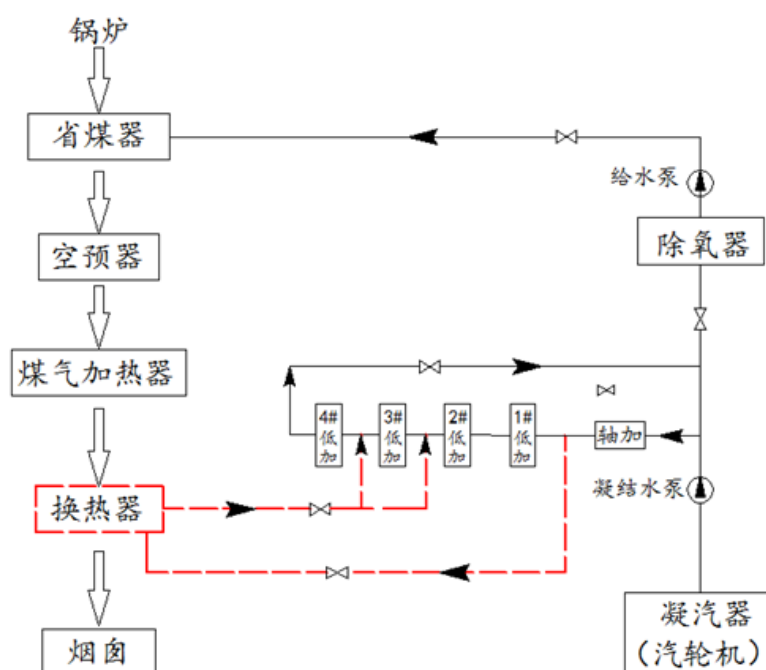 锅炉
省煤器
给水泵
空预器
除氧器
煤气加热器
4#
低
加
3#
低
加
2#
低
加
1#
低
加
轴加
换热器
凝结水泵
烟囱
凝汽器
（汽轮机）